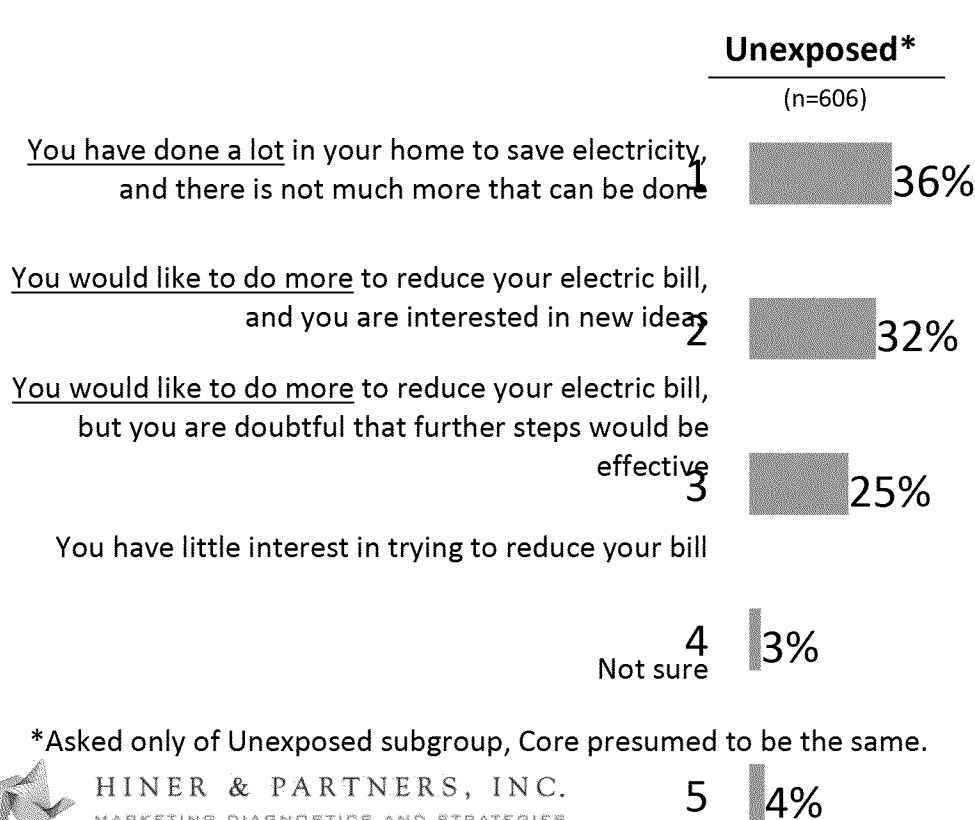 Unexposed*
(n=606)
You have done a lot in your home to save electricity,
and there is not much more that can be done
1
36%
You would like to do more to reduce your electric bill,
and you are interested in new ideas
2
32%
You would like to do more to reduce your electric bill,
but you are doubtful that further steps would be
effective
3
25%
You have little interest in trying to reduce your bill
4
3%
Not sure
*Asked only of Unexposed subgroup, Core presumed to be the same.
HINER & PARTNERS, INC.
MARKETING DIAGNOSTICS AND STRATEGIES
5
4%